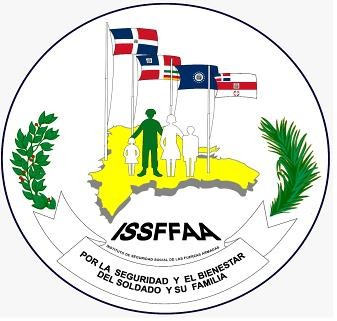 ISSFFAA
INSTITUTO DE SEGURIDAD SOCIAL DE LAS FUERZAS ARMADAS
POR LA SEGURIDAD Y EL BIENESTAR
DEL SOLDADO Y SU FAMILIA